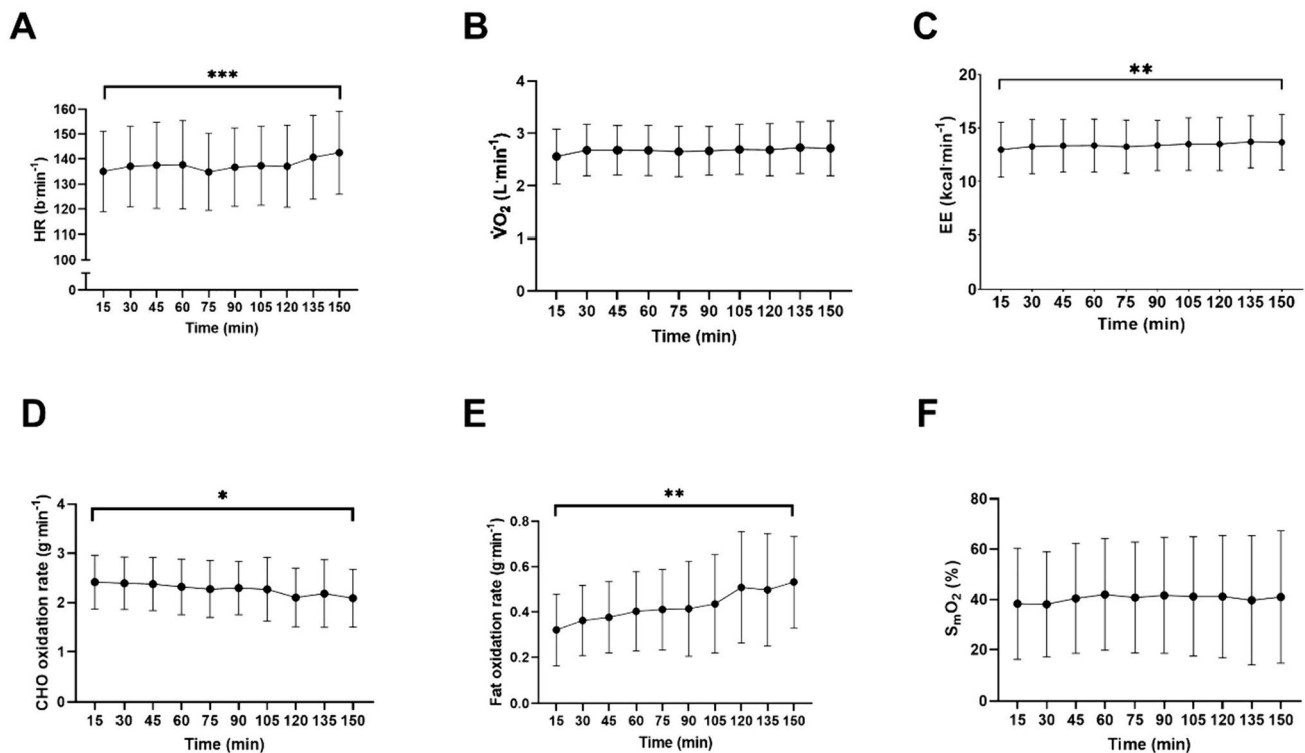 A
***
HR (b·min⁻¹)
160
150
140
130
120
110
100
0
15 30 45 60 75 90 105 120 135 150
Time (min)
B
V̇O₂ (L·min⁻¹)
4
3
2
1
0
15 30 45 60 75 90 105 120 135 150
Time (min)
C
**
EE (kcal·min⁻¹)
20
15
10
5
0
15 30 45 60 75 90 105 120 135 150
Time (min)
D
*
CHO oxidation rate (g·min⁻¹)
4
3
2
1
0
15 30 45 60 75 90 105 120 135 150
Time (min)
E
**
Fat oxidation rate (g·min⁻¹)
0.8
0.6
0.4
0.2
0.0
15 30 45 60 75 90 105 120 135 150
Time (min)
F
SₘO₂ (%)
80
60
40
20
0
15 30 45 60 75 90 105 120 135 150
Time (min)